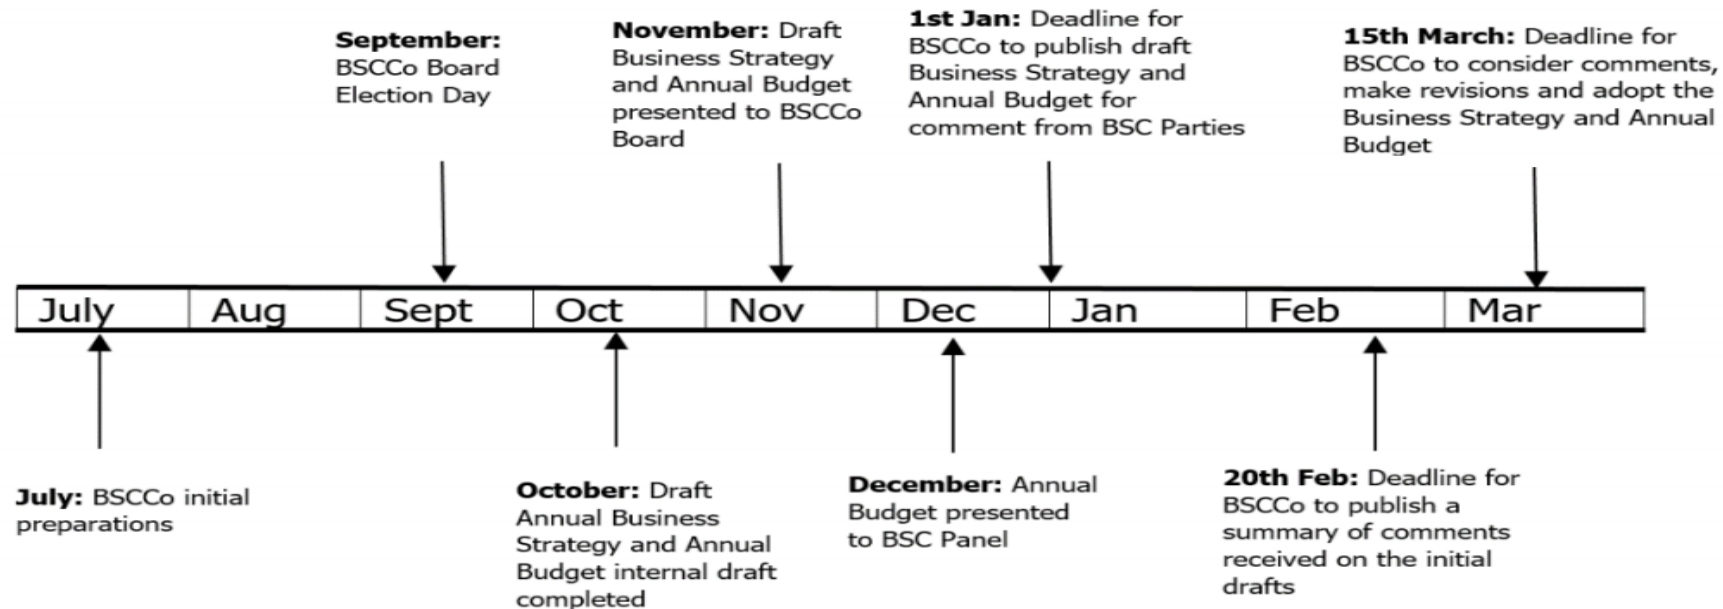 September:
BSCCo Board
Election Day
November: Draft
Business Strategy
and Annual Budget
presented to BSCCo
Board
1st Jan: Deadline for
BSCCo to publish draft
Business Strategy and
Annual Budget for
comment from BSC Parties
15th March: Deadline for
BSCCo to consider comments,
make revisions and adopt the
Business Strategy and Annual
Budget
July Aug Sept Oct Nov Dec Jan Feb Mar
July: BSCCo initial
preparations
October: Draft
Annual Business
Strategy and Annual
Budget internal draft
completed
December: Annual
Budget presented
to BSC Panel
20th Feb: Deadline for
BSCCo to publish a
summary of comments
received on the initial
drafts